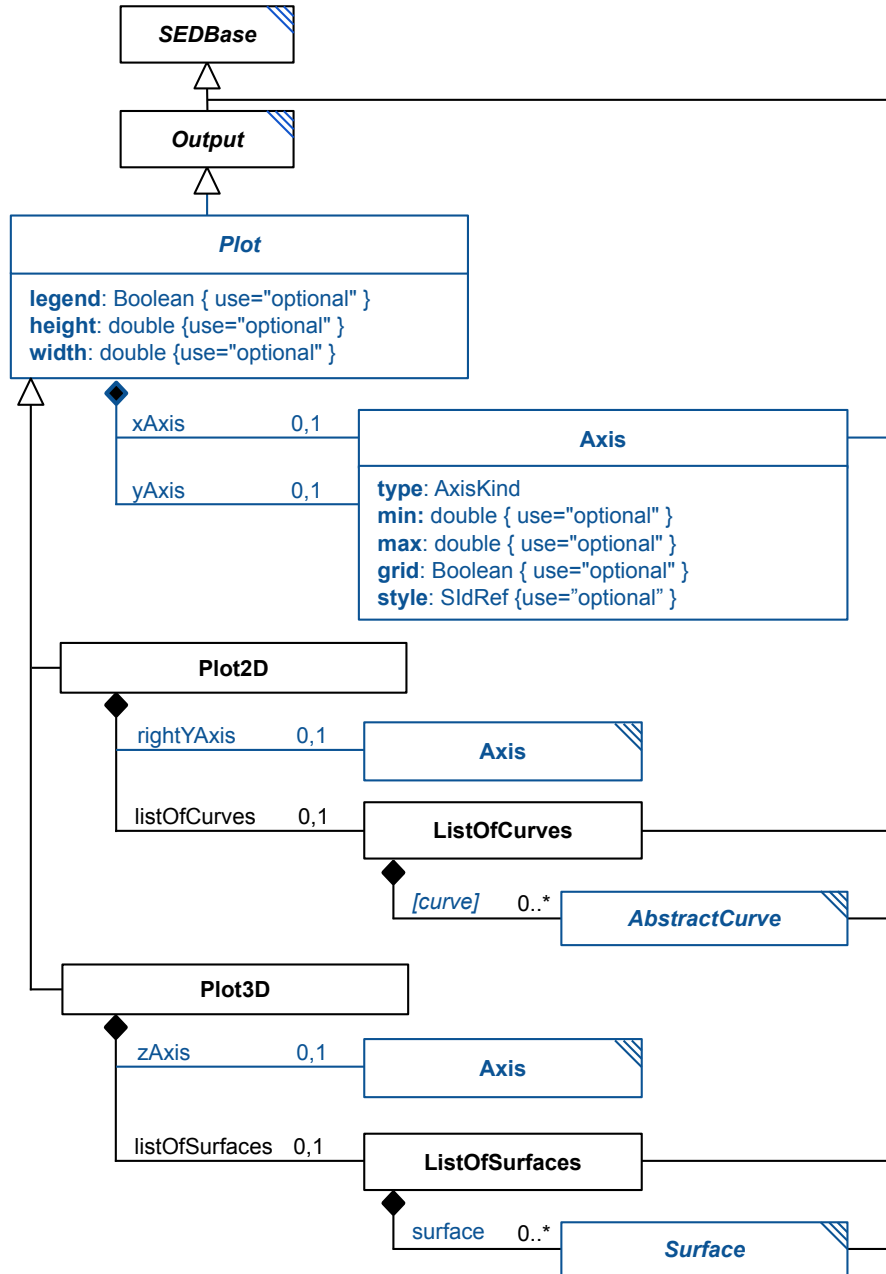 SEDBase
Output
Plot
legend: Boolean { use="optional" }
height: double {use="optional" }
width: double {use="optional" }
xAxis 0,1
Axis
yAxis 0,1
type: AxisKind
min: double { use="optional" }
max: double { use="optional" }
grid: Boolean { use="optional" }
style: SIdRef {use=”optional” }
Plot2D
rightYAxis 0,1
Axis
listOfCurves 0,1
ListOfCurves
[curve] 0..*
AbstractCurve
Plot3D
zAxis 0,1
Axis
listOfSurfaces 0,1
ListOfSurfaces
surface 0..*
Surface